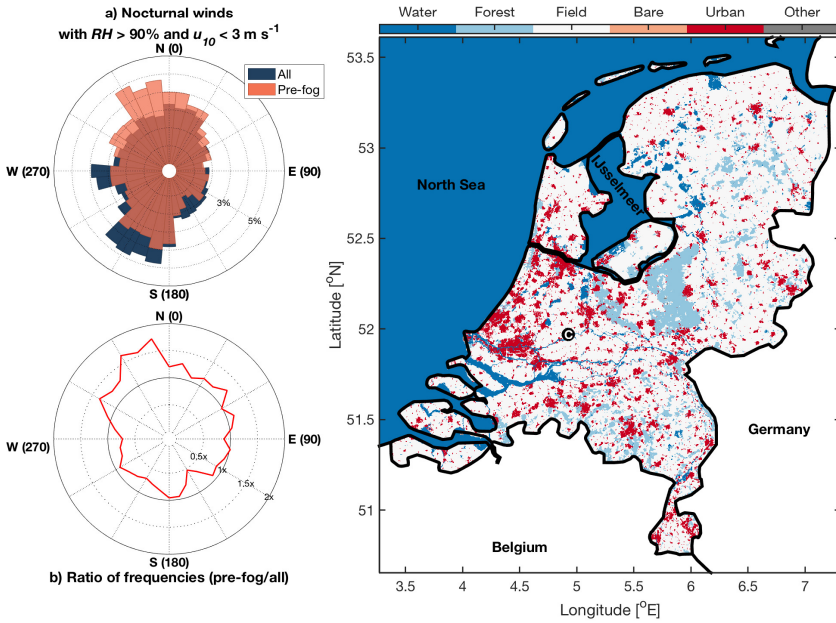 a) Nocturnal winds
with RH > 90% and u10 < 3 m s-1
N (0)
All
Pre-fog
W (270)
E (90)
3%
5%
S (180)
N (0)
W (270)
E (90)
0.5x
1x
1.5x
2x
S (180)
b) Ratio of frequencies (pre-fog/all)
Water Forest Field Bare Urban Other
53.5
53
52.5
52
51.5
51
Latitude [oN]
North Sea
IJsselmeer
C
Germany
Belgium
3.5 4 4.5 5 5.5 6 6.5 7
Longitude [oE]